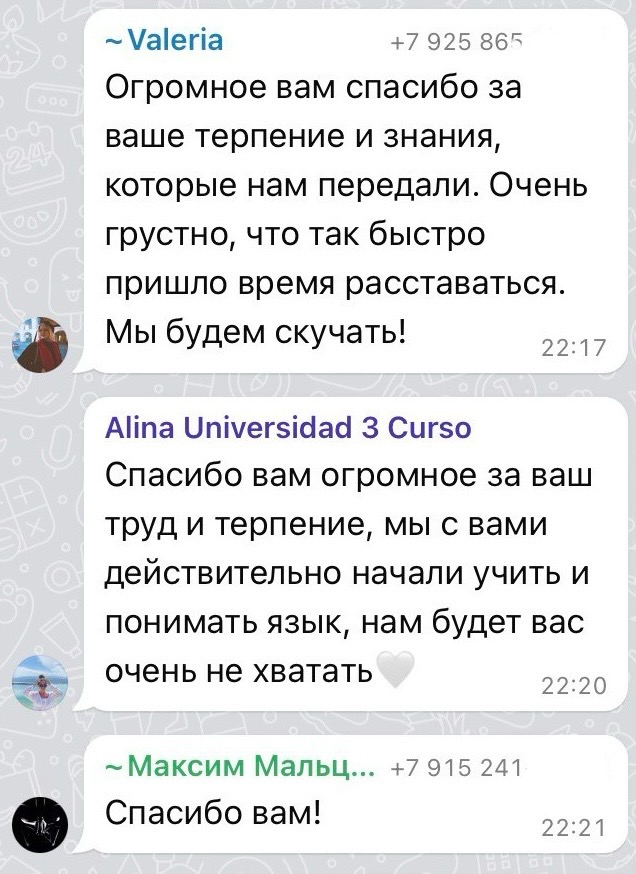 ~Valeria +7 925 865
Огромное вам спасибо за
ваше терпение и знания,
которые нам передали. Очень
грустно, что так быстро
пришло время расставаться.
Мы будем скучать!
22:17
Alina Universidad 3 Curso
Спасибо вам огромное за ваш
труд и терпение, мы с вами
действительно начали учить и
понимать язык, нам будет вас
очень не хватать🤍
22:20
~Максим Мальц... +7 915 241
Спасибо вам!
22:21